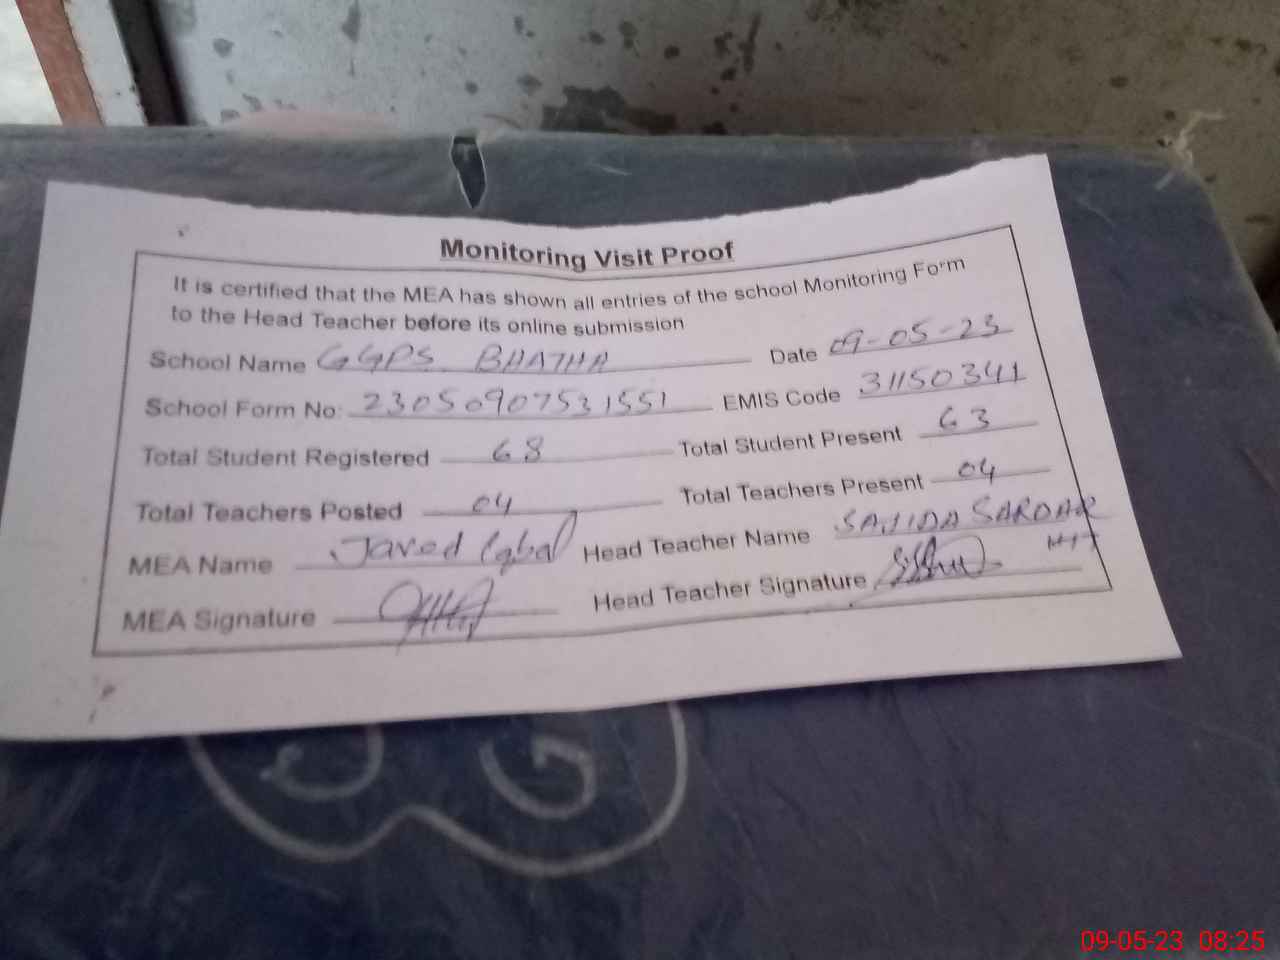 Monitoring Visit Proof
It is certified that the MEA has shown all entries of the school Monitoring Form
to the Head Teacher before its online submission
School Name GGPS BHATHA Date 09-05-23
School Form No: 23050907531551 EMIS Code 31150341
Total Student Registered 68 Total Student Present 63
Total Teachers Posted 04 Total Teachers Present 04
MEA Name Javed Iqbal Head Teacher Name SAJIDA SARDAR
MEA Signature Head Teacher Signature
G
09-05-23 08:25